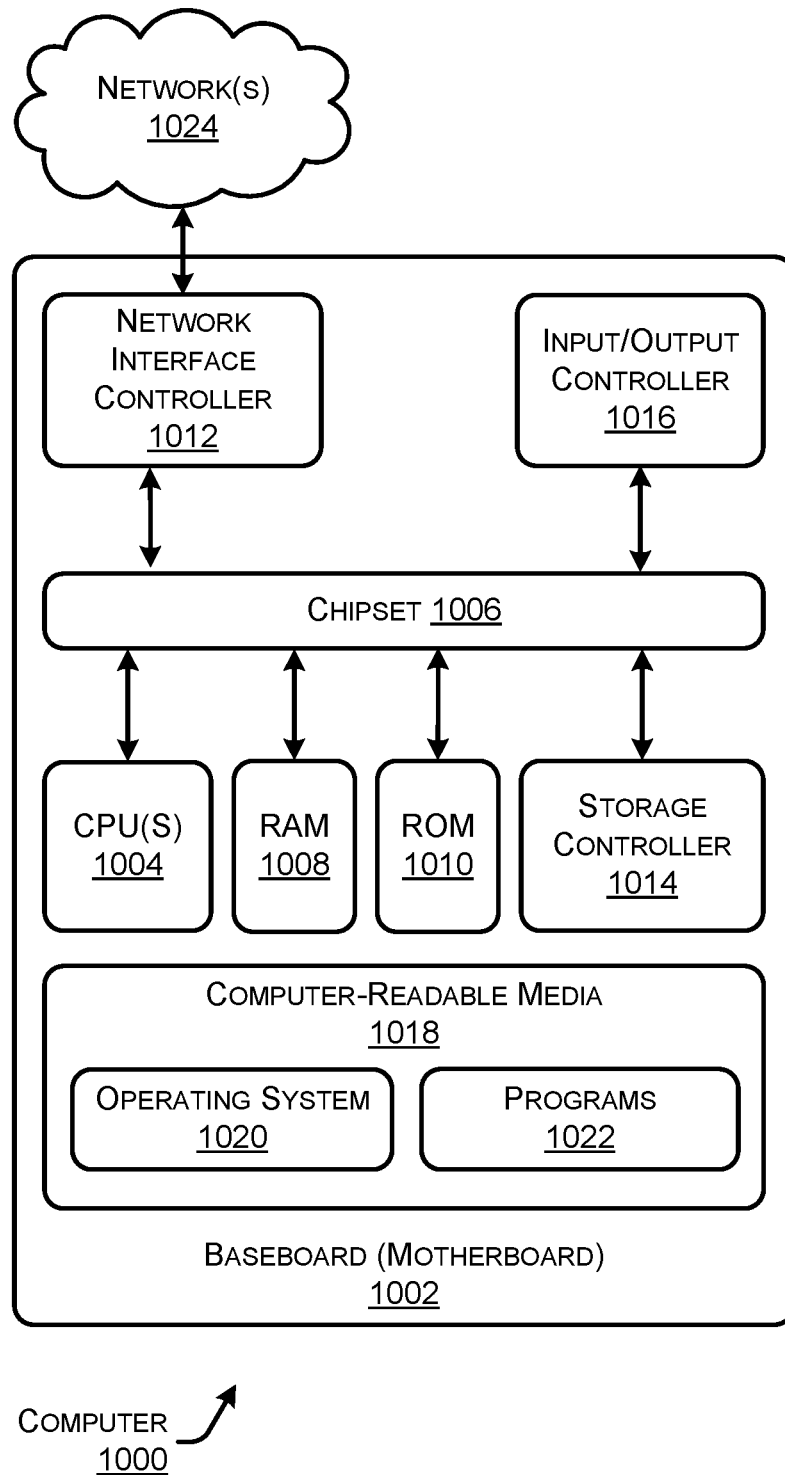 NETWORK(S)
1024
NETWORK
INTERFACE
CONTROLLER
1012
INPUT/OUTPUT
CONTROLLER
1016
CHIPSET 1006
CPU(S)
1004
RAM
1008
ROM
1010
STORAGE
CONTROLLER
1014
COMPUTER-READABLE MEDIA
1018
OPERATING SYSTEM
1020
PROGRAMS
1022
BASEBOARD (MOTHERBOARD)
1002
COMPUTER
1000